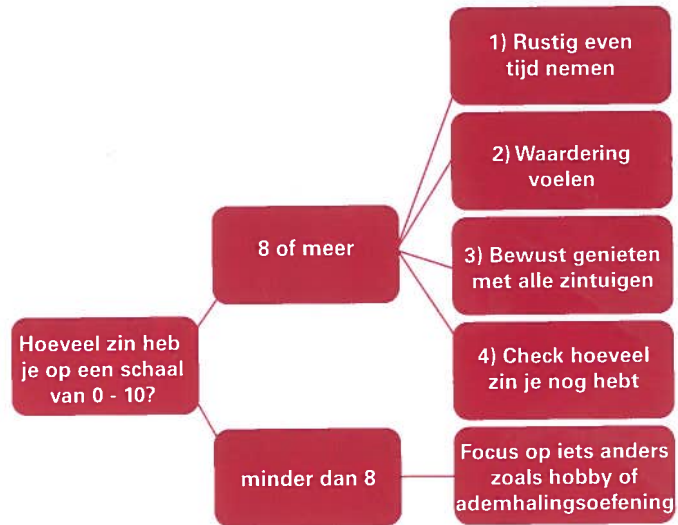 Hoeveel zin heb
je op een schaal
van 0 - 10?
8 of meer
1) Rustig even
tijd nemen
2) Waardering
voelen
3) Bewust genieten
met alle zintuigen
4) Check hoeveel
zin je nog hebt
minder dan 8
Focus op iets anders
zoals hobby of
ademhalingsoefening